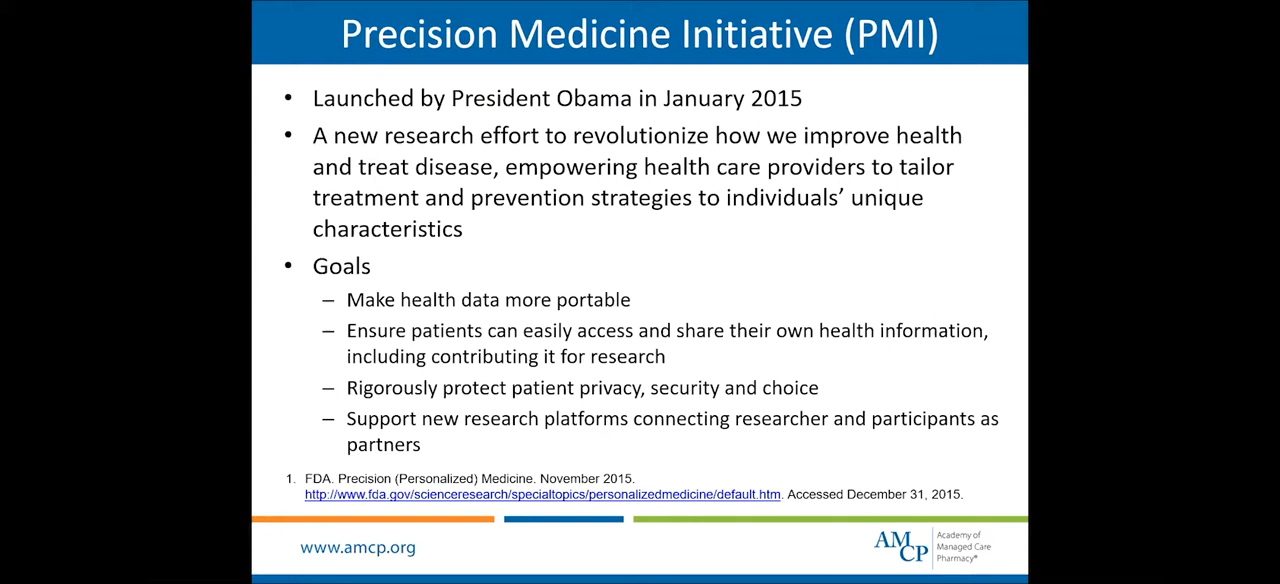 Precision Medicine Initiative (PMI)
• Launched by President Obama in January 2015
• A new research effort to revolutionize how we improve health
and treat disease, empowering health care providers to tailor
treatment and prevention strategies to individuals’ unique
characteristics
• Goals
– Make health data more portable
– Ensure patients can easily access and share their own health information,
including contributing it for research
– Rigorously protect patient privacy, security and choice
– Support new research platforms connecting researcher and participants as
partners
1. FDA. Precision (Personalized) Medicine. November 2015.
http://www.fda.gov/scienceresearch/specialtopics/personalizedmedicine/default.htm. Accessed December 31, 2015.
www.amcp.org
AMCP
Academy of
Managed Care
Pharmacy®